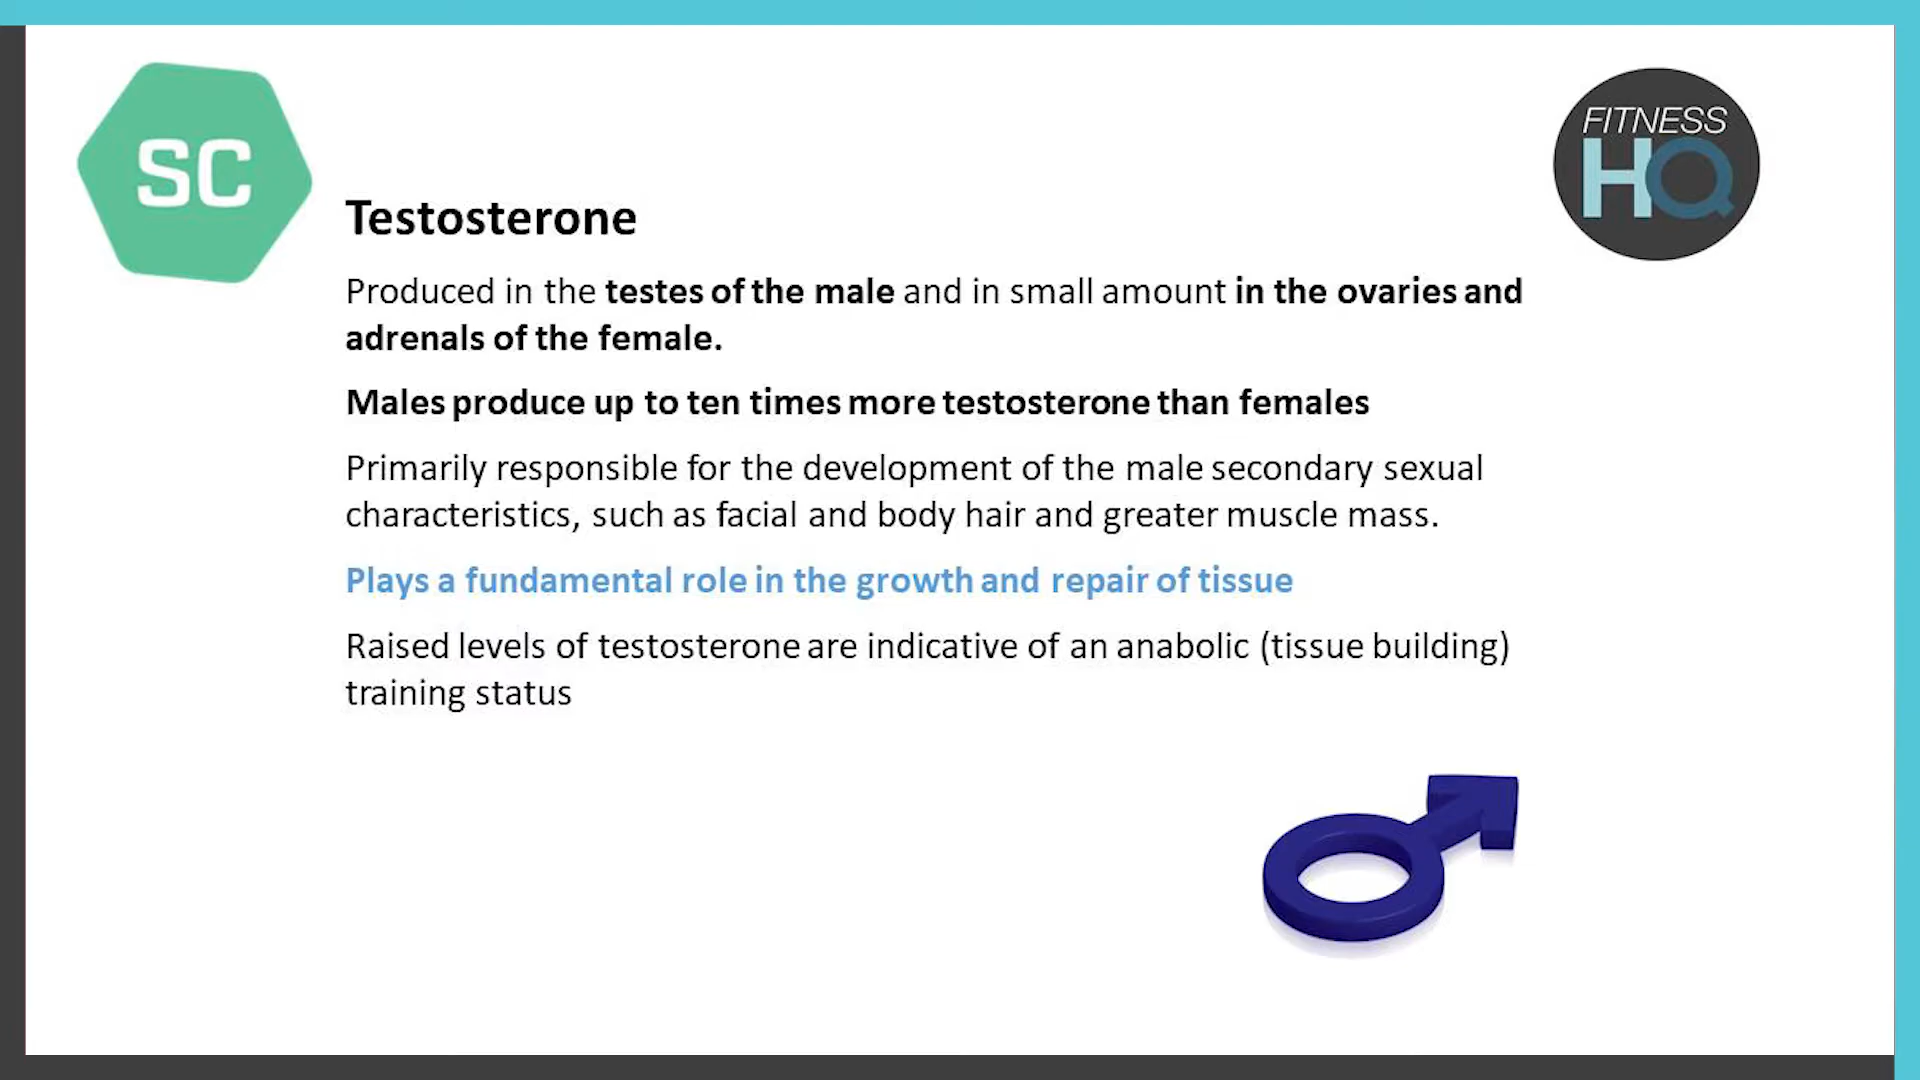 SC
FITNESS
HQ
Testosterone
Produced in the testes of the male and in small amount in the ovaries and
adrenals of the female.
Males produce up to ten times more testosterone than females
Primarily responsible for the development of the male secondary sexual
characteristics, such as facial and body hair and greater muscle mass.
Plays a fundamental role in the growth and repair of tissue
Raised levels of testosterone are indicative of an anabolic (tissue building)
training status